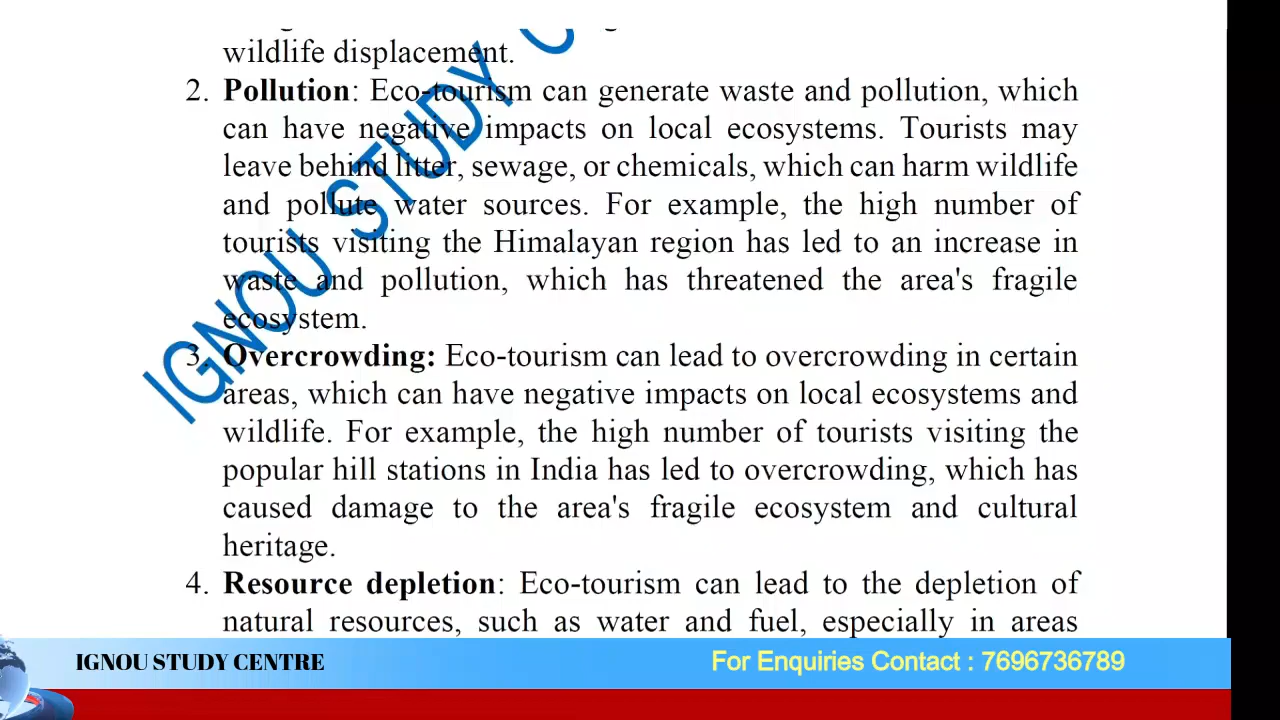 wildlife displacement.
2. Pollution: Eco-tourism can generate waste and pollution, which
can have negative impacts on local ecosystems. Tourists may
leave behind litter, sewage, or chemicals, which can harm wildlife
and pollute water sources. For example, the high number of
tourists visiting the Himalayan region has led to an increase in
waste and pollution, which has threatened the area's fragile
ecosystem.
3. Overcrowding: Eco-tourism can lead to overcrowding in certain
areas, which can have negative impacts on local ecosystems and
wildlife. For example, the high number of tourists visiting the
popular hill stations in India has led to overcrowding, which has
caused damage to the area's fragile ecosystem and cultural
heritage.
4. Resource depletion: Eco-tourism can lead to the depletion of
natural resources, such as water and fuel, especially in areas
IGNOU STUDY
IGNOU STUDY CENTRE
For Enquiries Contact : 7696736789